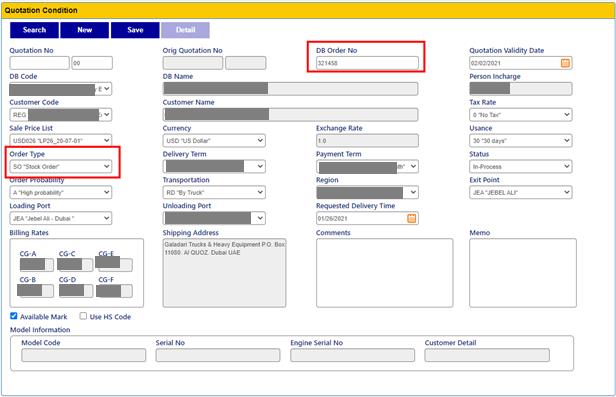 Quotation Condition
Search New Save Detail
Quotation No Orig Quotation No DB Order No Quotation Validity Date
00 321458 02/02/2021
DB Code DB Name Person Incharge
y E
Customer Code Customer Name Tax Rate
REG 0 "No Tax"
Sale Price List Currency Exchange Rate Usance
USD026 "LP26_20-07-01" USD "US Dollar" 1.0 30 "30 days"
Order Type Delivery Term Payment Term Status
SO "Stock Order" th" In-Process
Order Probability Transportation Region Exit Point
A "High probability" RD "By Truck" JEA "JEBEL ALI"
Loading Port Unloading Port Requested Delivery Time
JEA "Jebel Ali - Dubai " 01/26/2021
Billing Rates Shipping Address Comments Memo
CG-A CG-C CG-E
Galadari Trucks & Heavy Equipment P.O. Box
11050. Al QUOZ. Dubai UAE
CG-B CG-D CG-F
Available Mark Use HS Code
Model Information
Model Code Serial No Engine Serial No Customer Detail